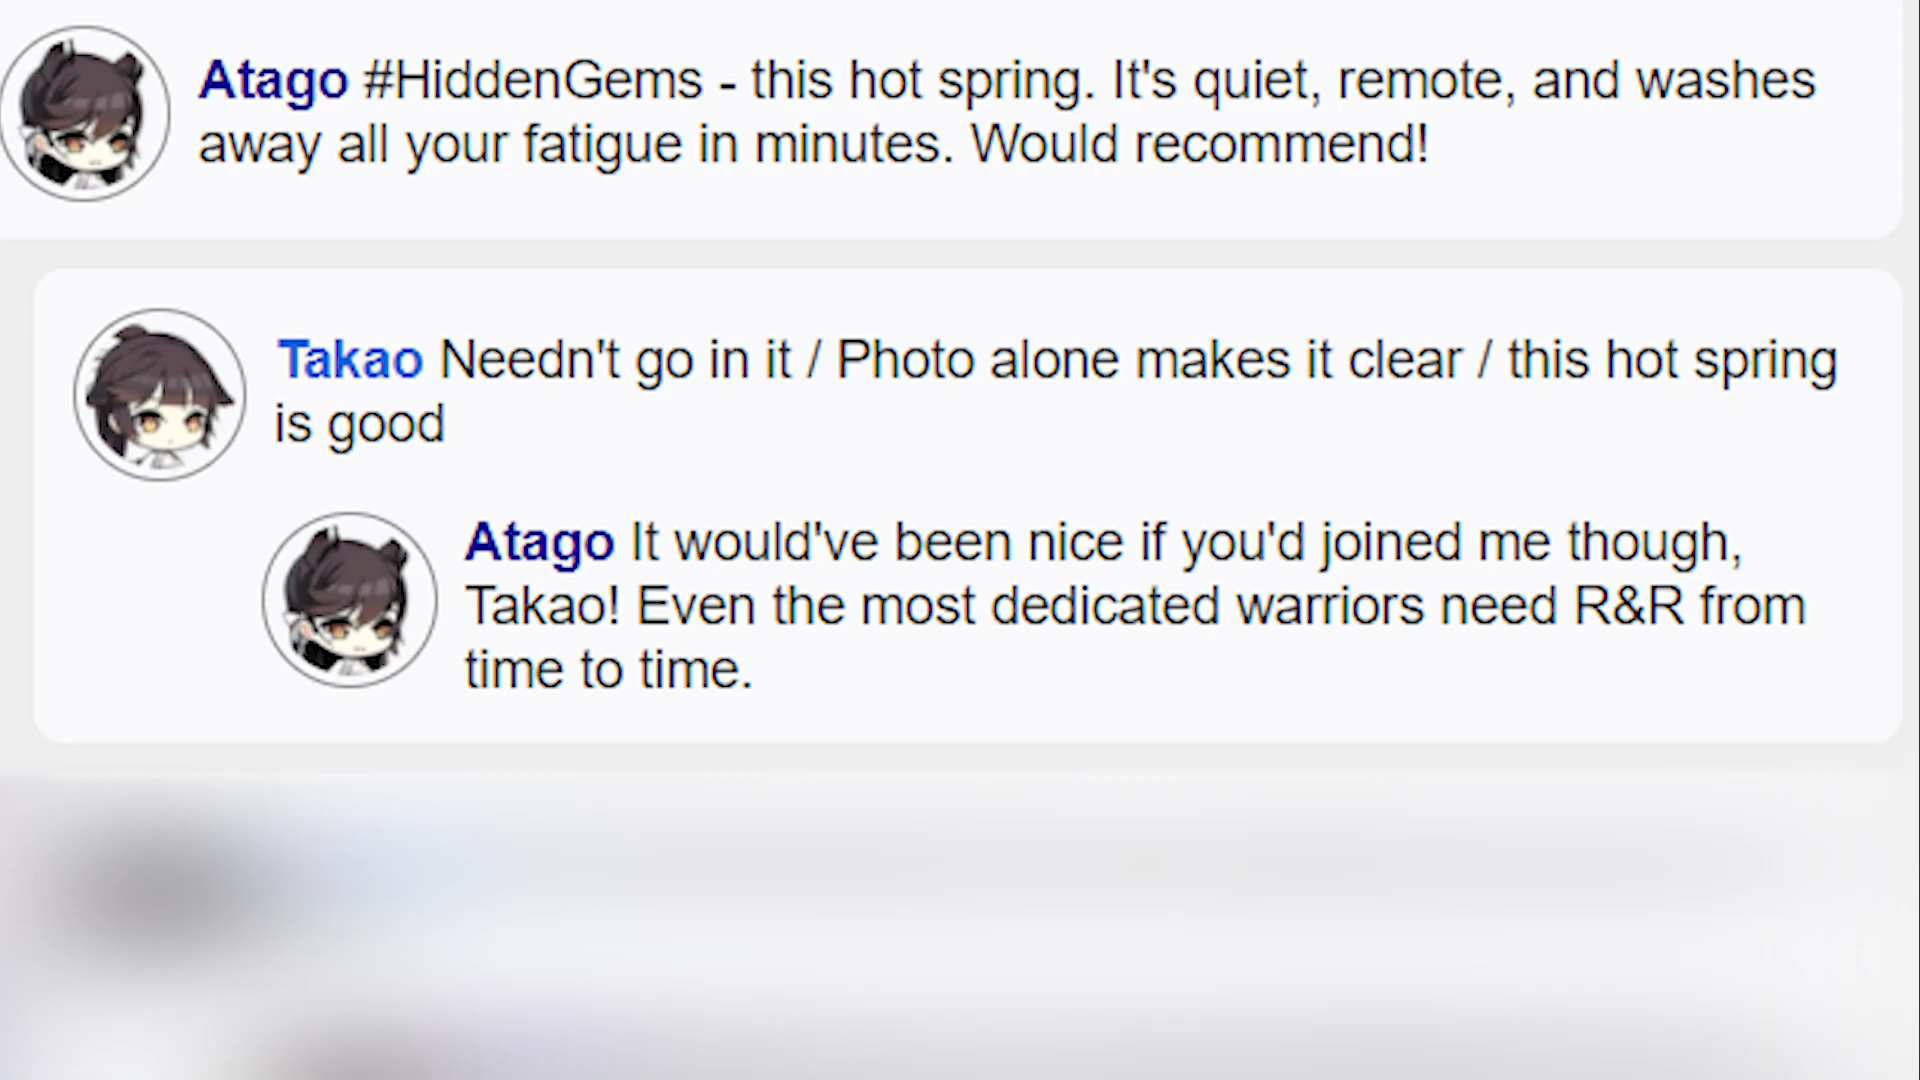 Atago #HiddenGems - this hot spring. It's quiet, remote, and washes
away all your fatigue in minutes. Would recommend!
Takao Needn't go in it / Photo alone makes it clear / this hot spring
is good
Atago It would've been nice if you'd joined me though,
Takao! Even the most dedicated warriors need R&R from
time to time.